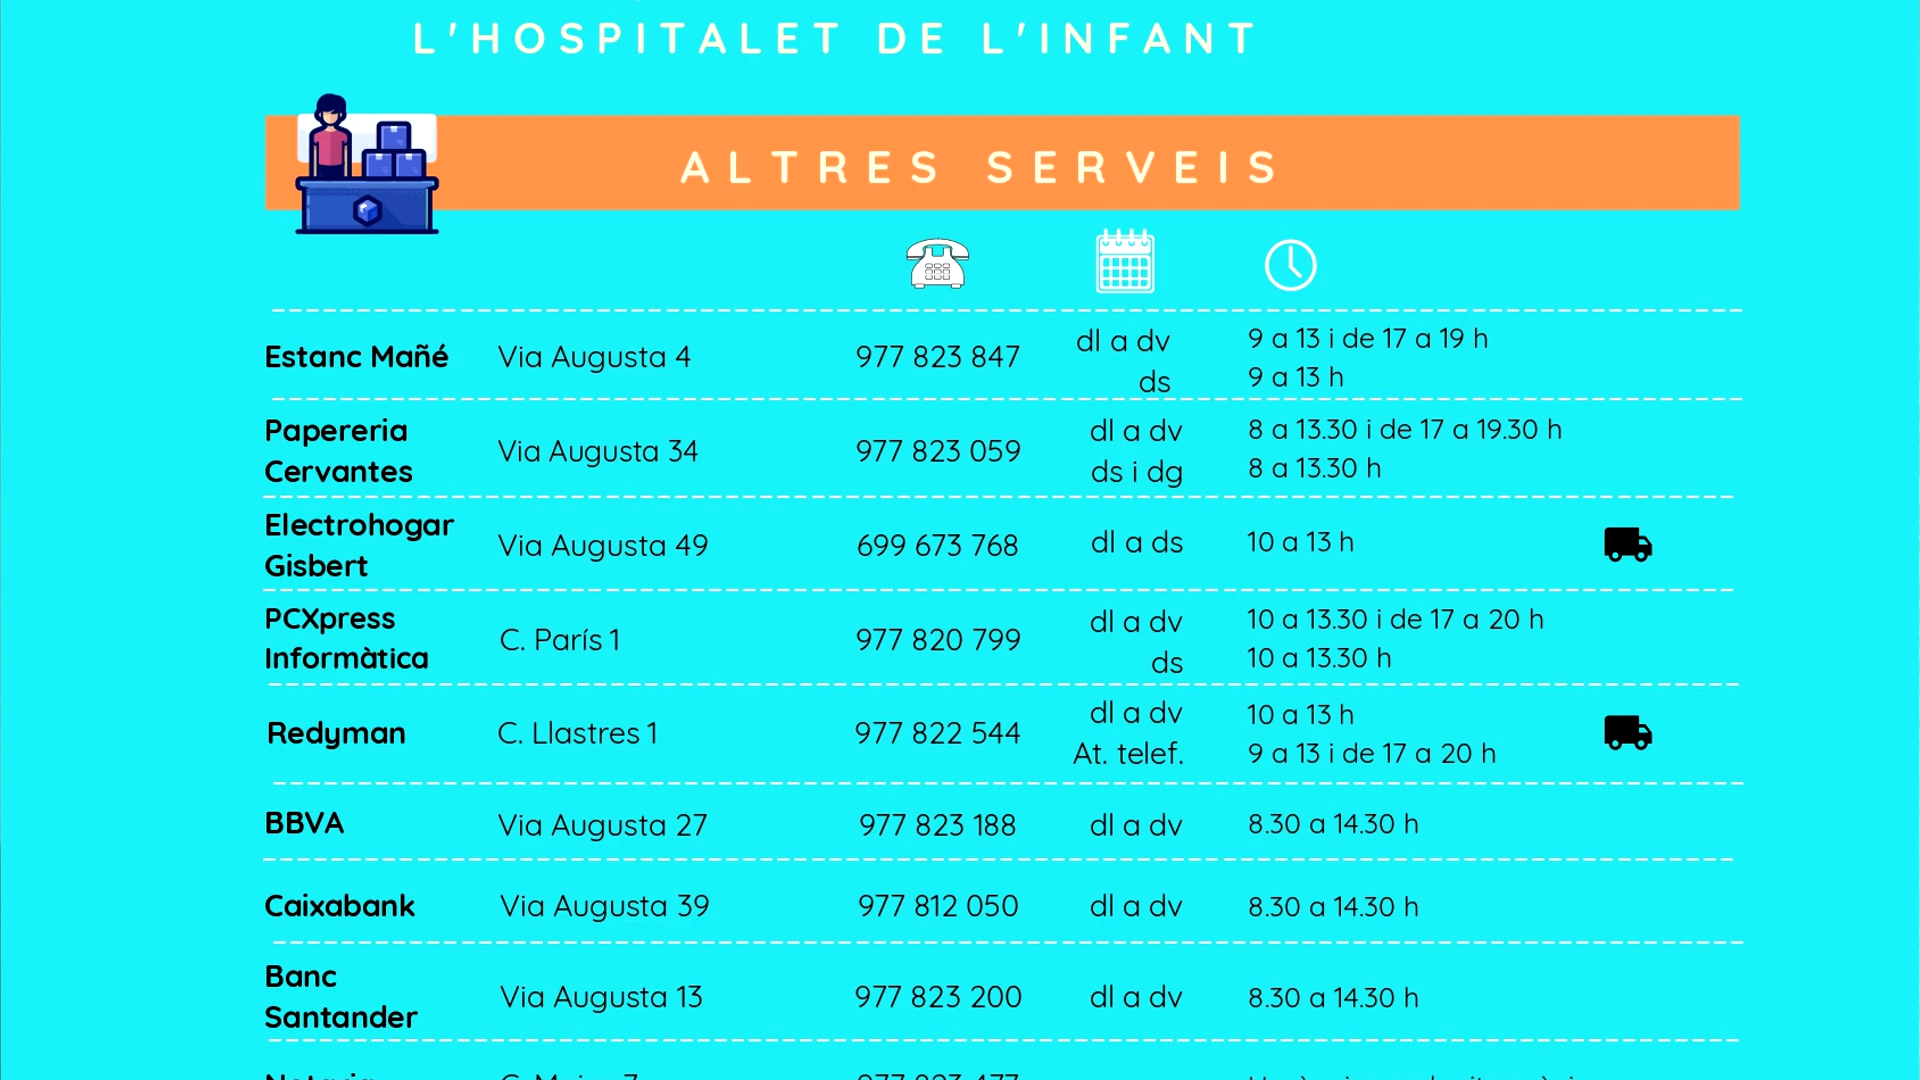 L'HOSPITALET DE L'INFANT
ALTRES SERVEIS
Estanc Mañé Via Augusta 4 977 823 847 dl a dv 9 a 13 i de 17 a 19 h
ds 9 a 13 h
Papereria Cervantes Via Augusta 34 977 823 059 dl a dv 8 a 13.30 i de 17 a 19.30 h
ds i dg 8 a 13.30 h
Electrohogar Gisbert Via Augusta 49 699 673 768 dl a ds 10 a 13 h
PCXpress Informàtica C. París 1 977 820 799 dl a dv 10 a 13.30 i de 17 a 20 h
ds 10 a 13.30 h
Redyman C. Llastres 1 977 822 544 dl a dv 10 a 13 h
At. telef. 9 a 13 i de 17 a 20 h
BBVA Via Augusta 27 977 823 188 dl a dv 8.30 a 14.30 h
Caixabank Via Augusta 39 977 812 050 dl a dv 8.30 a 14.30 h
Banc Santander Via Augusta 13 977 823 200 dl a dv 8.30 a 14.30 h